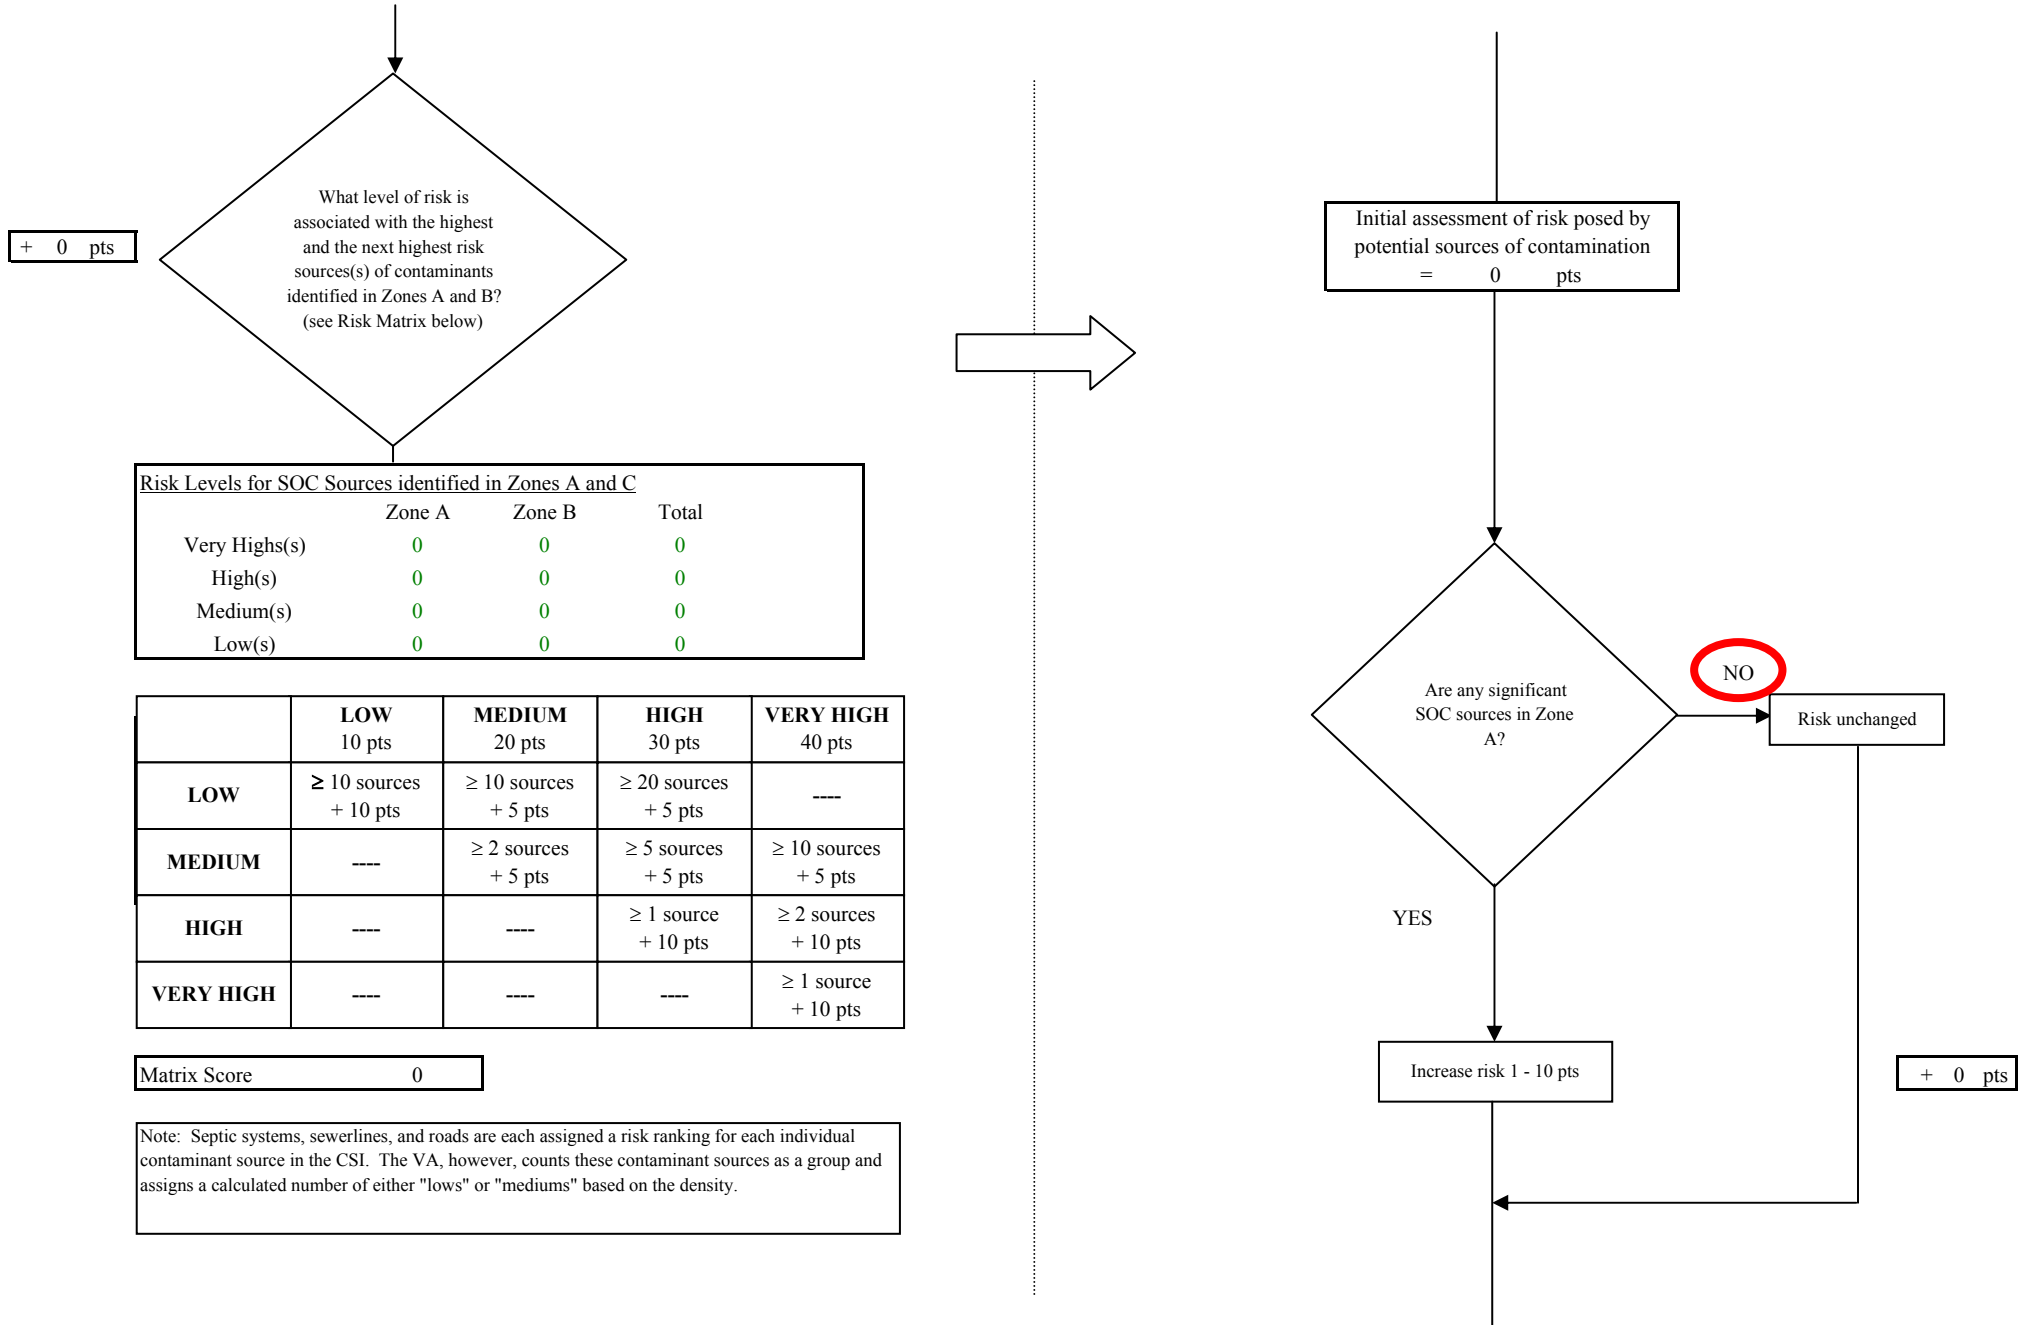 What level of risk is
associated with the highest
and the next highest risk
sources(s) of contaminants
identified in Zones A and B?
(see Risk Matrix below)
+ 0 pts
Risk Levels for SOC Sources identified in Zones A and C
Zone A Zone B Total
Very Highs(s) 0 0 0
High(s) 0 0 0
Medium(s) 0 0 0
Low(s) 0 0 0
LOW MEDIUM HIGH VERY HIGH
10 pts 20 pts 30 pts 40 pts
LOW ≥ 10 sources ≥ 10 sources ≥ 20 sources ----
+ 10 pts + 5 pts + 5 pts
MEDIUM ---- ≥ 2 sources ≥ 5 sources ≥ 10 sources
+ 5 pts + 5 pts + 5 pts
HIGH ---- ---- ≥ 1 source ≥ 2 sources
+ 10 pts + 10 pts
VERY HIGH ---- ---- ---- ≥ 1 source
+ 10 pts
Matrix Score 0
Note: Septic systems, sewerlines, and roads are each assigned a risk ranking for each individual
contaminant source in the CSI. The VA, however, counts these contaminant sources as a group and
assigns a calculated number of either "lows" or "mediums" based on the density.
Initial assessment of risk posed by
potential sources of contamination
= 0 pts
Are any significant
SOC sources in Zone
A?
NO
Risk unchanged
YES
Increase risk 1 - 10 pts
+ 0 pts